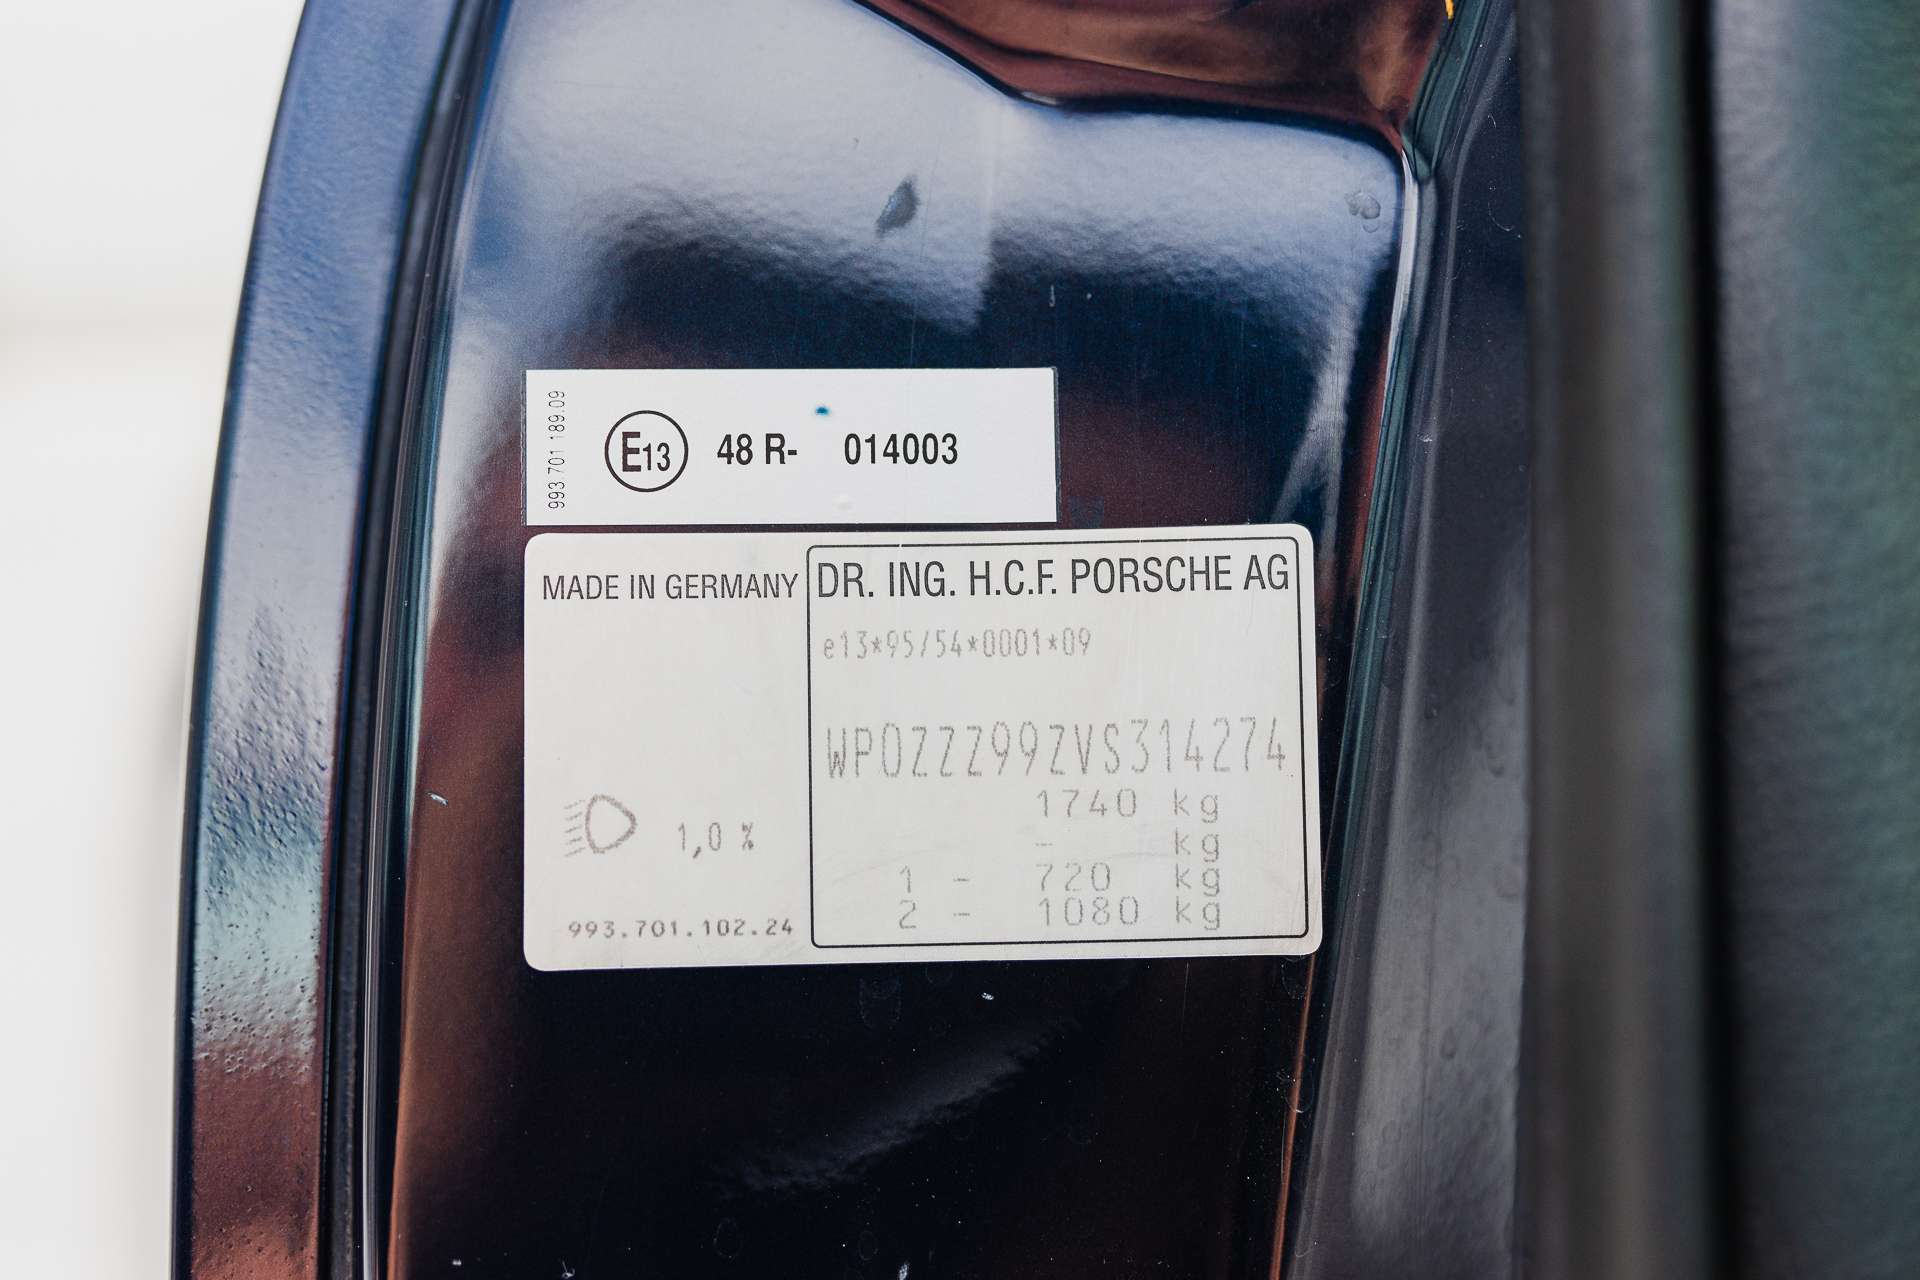 993.701 189.09
E13 48 R- 014003
MADE IN GERMANY
DR. ING. H.C.F. PORSCHE AG
e13*95/54*0001*09
WP0ZZZ99ZVS314274
1740 kg
- kg
1 - 720 kg
2 - 1080 kg
1,0 %
993.701.102.24